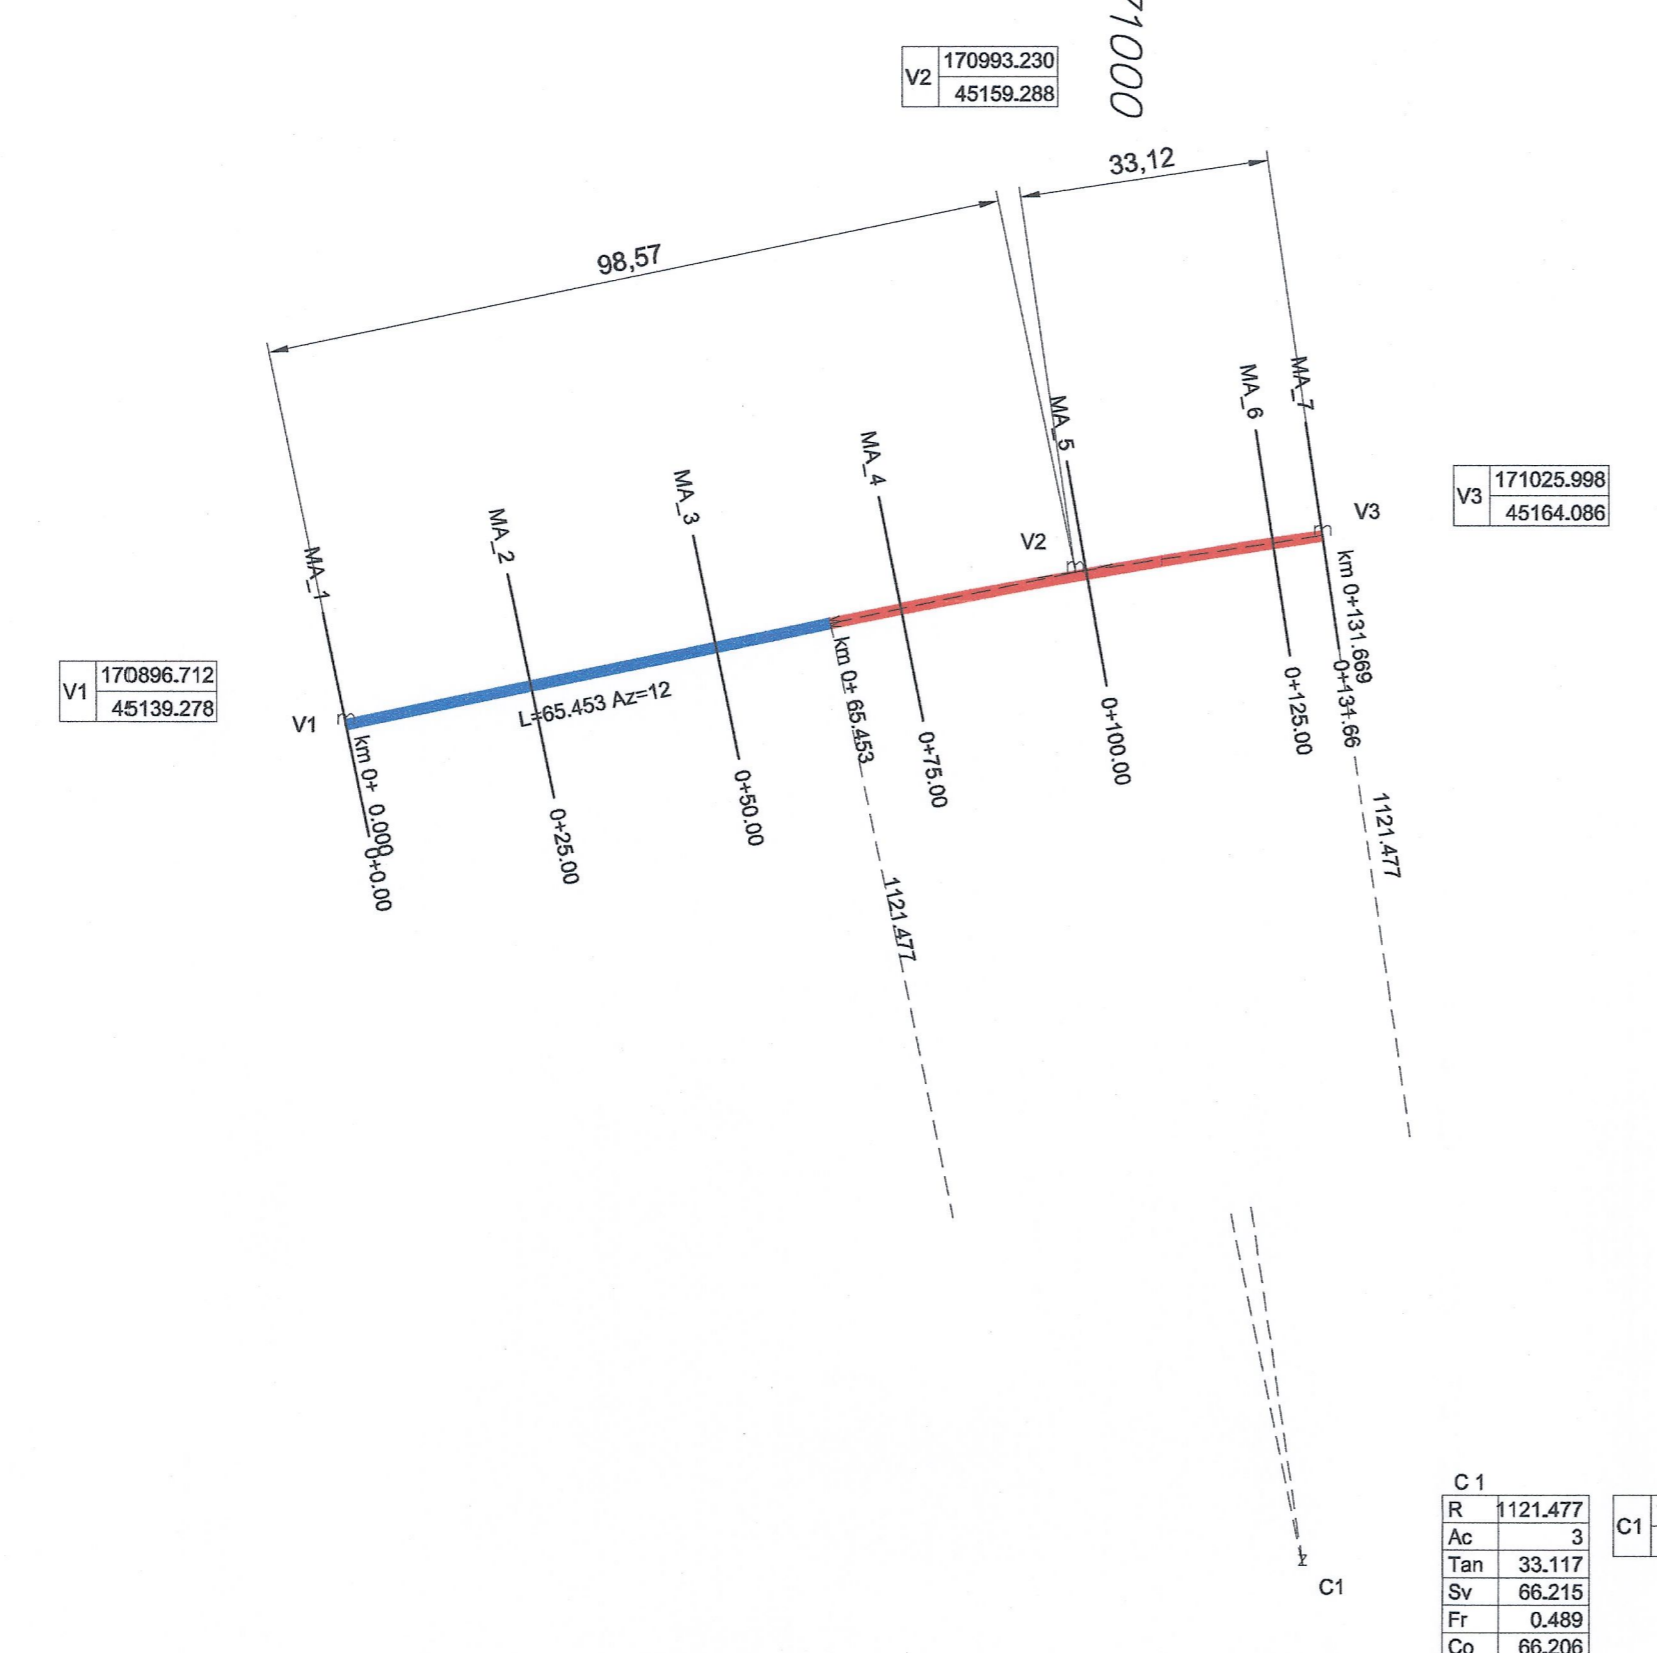 71000
V2
170993.230
45159.288
33,12
98,57
MA_7
MA_6
MA_5
MA_4
MA_3
MA_2
MA_1
V3
171025.998
45164.086
V3
V2
V1
170896.712
45139.278
V1
L=65.453 Az=12
km 0+ 0.000
0+0.00
0+25.00
0+50.00
km 0+ 65.453
0+75.00
0+100.00
0+125.00
km 0+131.669
0+131.66
1121.477
1121.477
C1
C 1
R 1121.477
Ac 3
Tan 33.117
Sv 66.215
Fr 0.489
Co 66.206
C1